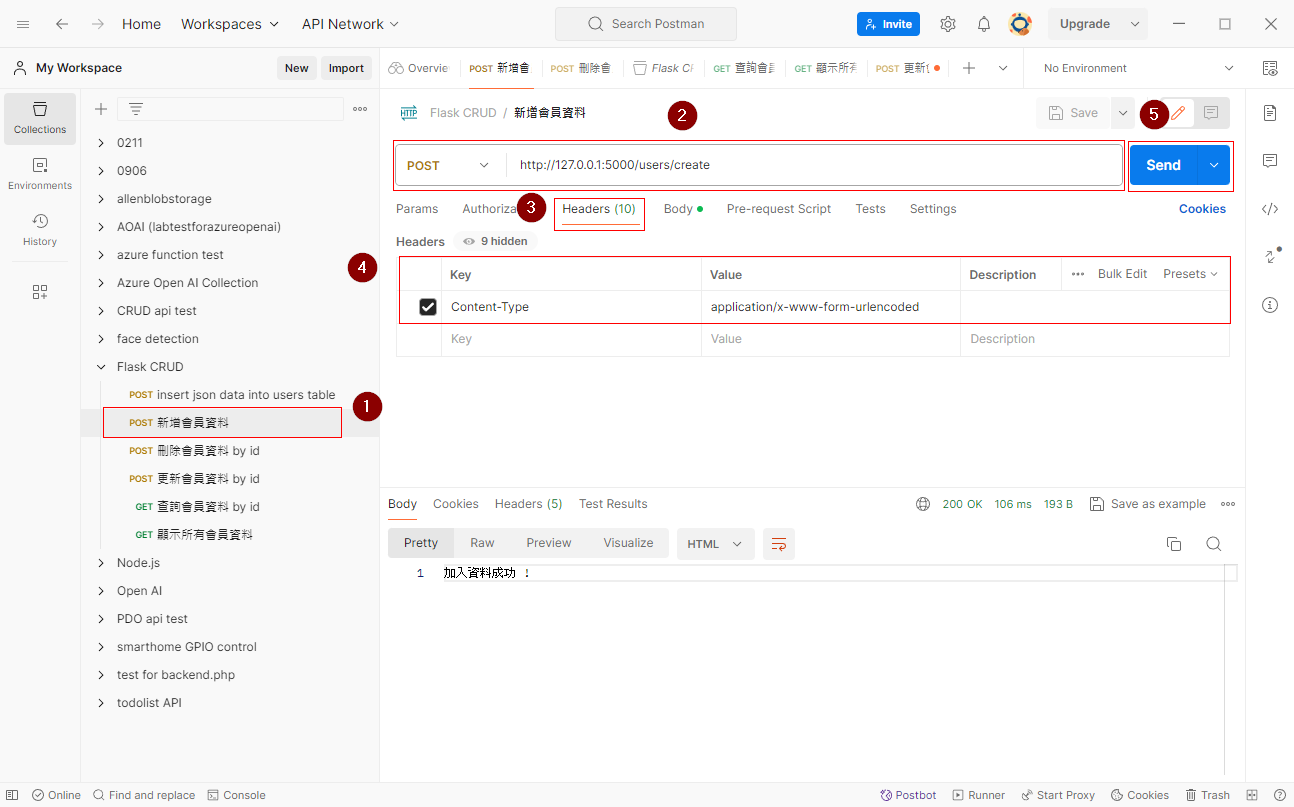 Home Workspaces API Network Search Postman Invite Upgrade
My Workspace New Import Overvie POST 新增會 POST 刪除會 Flask CF GET 查詢會員 GET 顯示所有 POST 更新會 No Environment
Collections
Environments
History
0211
0906
allenblobstorage
AOAI (labtestforazureopenai)
azure function test
Azure Open AI Collection
CRUD api test
face detection
Flask CRUD
POST insert json data into users table
POST 新增會員資料
POST 刪除會員資料 by id
POST 更新會員資料 by id
GET 查詢會員資料 by id
GET 顯示所有會員資料
Node.js
Open AI
PDO api test
smarthome GPIO control
test for backend.php
todolist API
HTTP Flask CRUD / 新增會員資料 2 Save 5
POST http://127.0.0.1:5000/users/create Send
Params Authoriza 3 Headers (10) Body Pre-request Script Tests Settings Cookies
Headers 9 hidden
4
Key Value Description Bulk Edit Presets
Content-Type application/x-www-form-urlencoded
Key Value Description
1
Body Cookies Headers (5) Test Results 200 OK 106 ms 193 B Save as example
Pretty Raw Preview Visualize HTML
1 加入資料成功 !
Online Find and replace Console Postbot Runner Start Proxy Cookies Trash